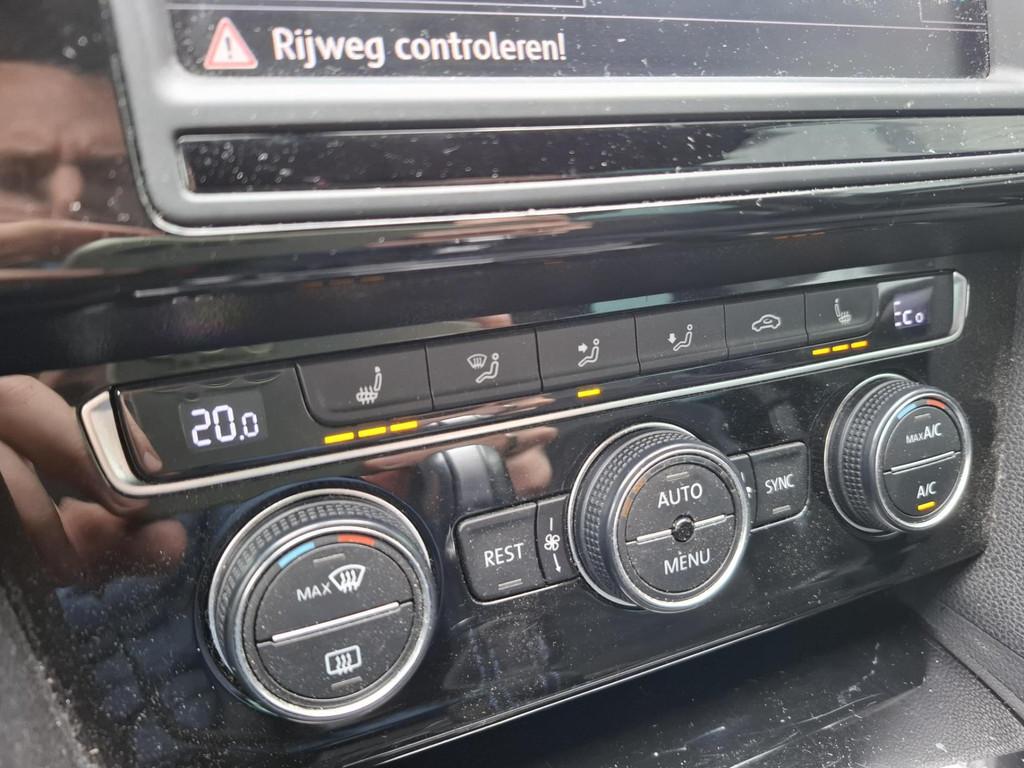 Rijweg controleren!
20.0
Eco
AUTO
MENU
REST
SYNC
MAX A/C
A/C
MAX